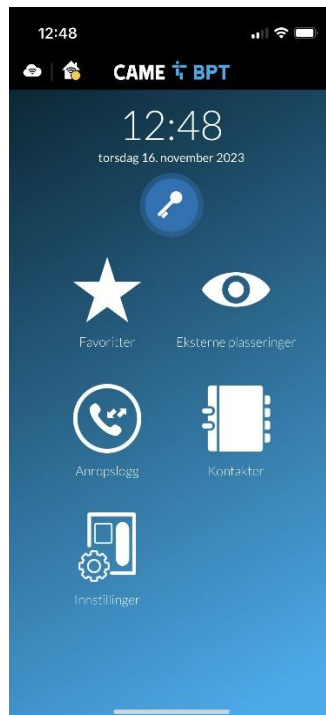 12:48
CAME BPT
12:48
torsdag 16. november 2023
Favoritter
Eksterne plasseringer
Anropslogg
Kontakter
Innstillinger